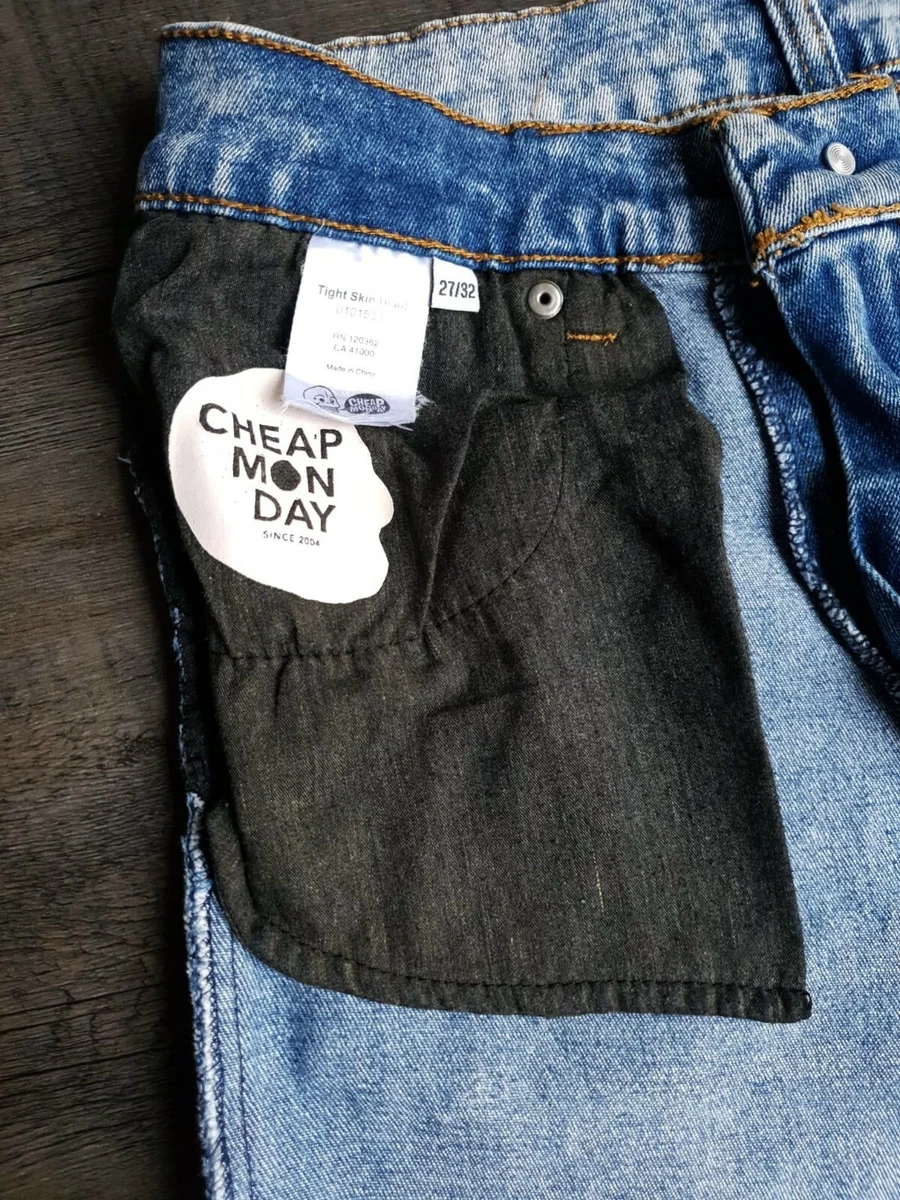 Tight Skin
27/32
RN 120362
CA 41000
Made in China
CHEAP
MONDAY
CHEAP
MON
DAY
SINCE 2004